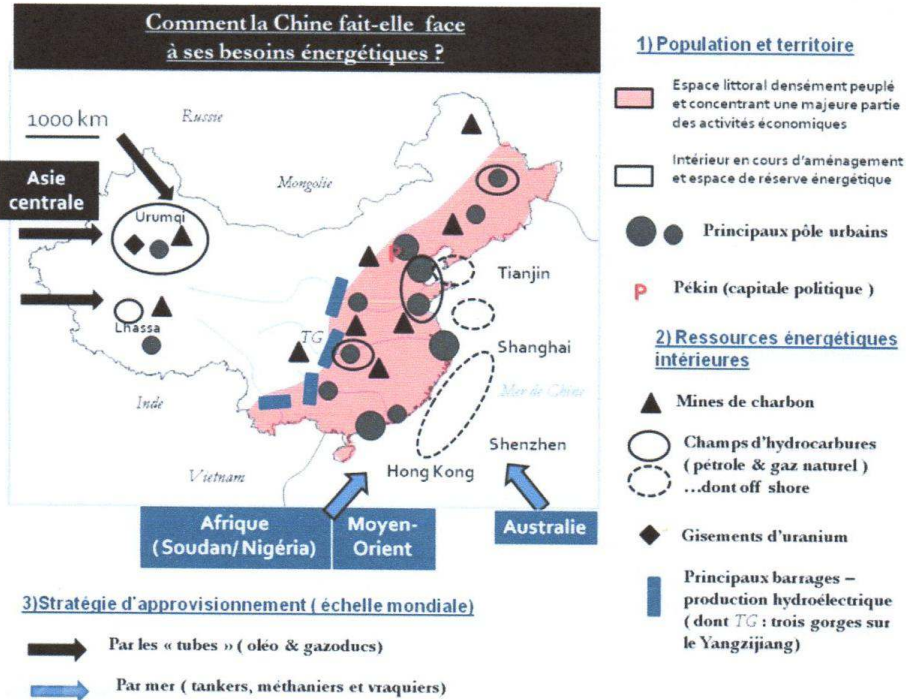 Comment la Chine fait-elle face
à ses besoins énergétiques ?
1000 km
Russie
Mongolie
Asie
centrale
Urumqi
Lhassa
Inde
Vietnam
TG
P
Tianjin
Shanghai
Mer de Chine
Shenzhen
Hong Kong
Afrique
( Soudan/ Nigéria)
Moyen-
Orient
Australie
1) Population et territoire
Espace littoral densément peuplé
et concentrant une majeure partie
des activités économiques
Intérieur en cours d'aménagement
et espace de réserve énergétique
Principaux pôle urbains
P
Pékin (capitale politique )
2) Ressources énergétiques
intérieures
Mines de charbon
Champs d'hydrocarbures
( pétrole & gaz naturel )
...dont off shore
Gisements d'uranium
Principaux barrages –
production hydroélectrique
( dont TG : trois gorges sur
le Yangzijiang)
3)Stratégie d'approvisionnement ( échelle mondiale)
Par les « tubes » ( oléo & gazoducs)
Par mer ( tankers, méthaniers et vraquiers)